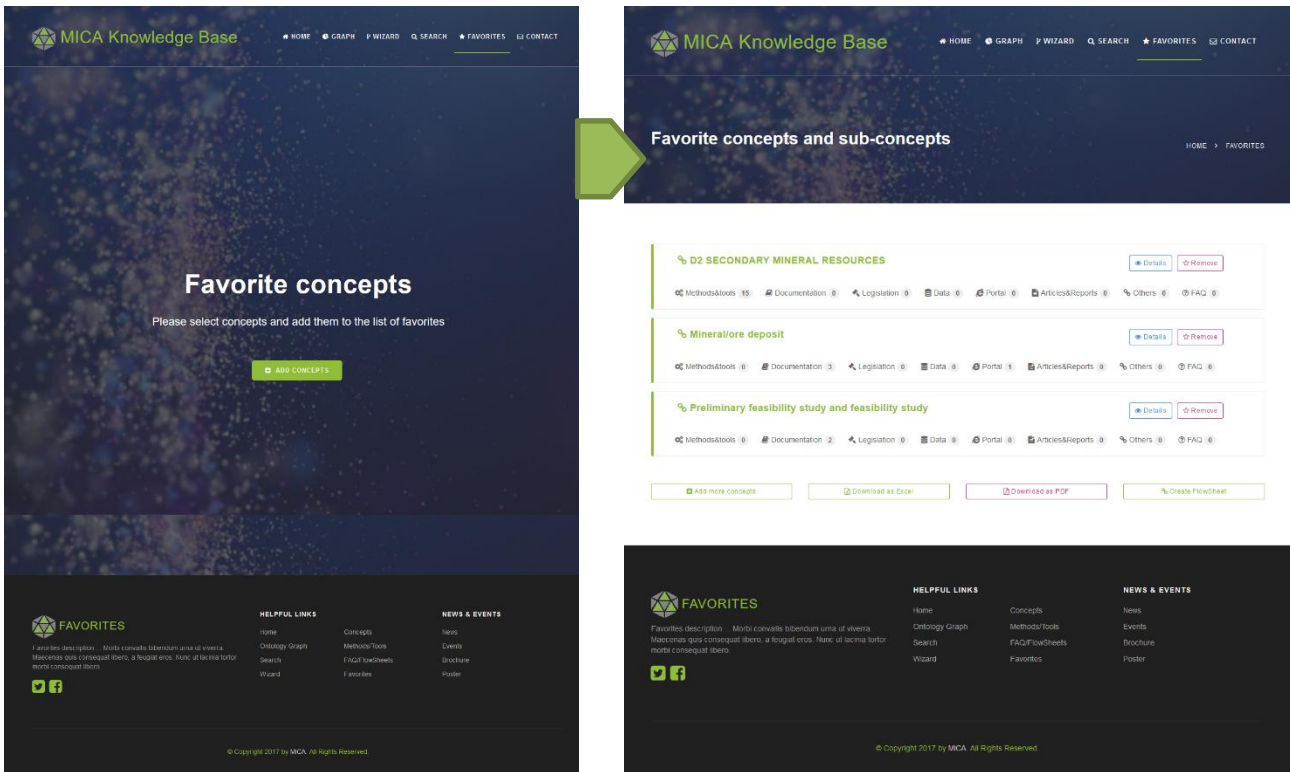 MICA Knowledge Base
HOME GRAPH WIZARD SEARCH FAVORITES CONTACT
Favorite concepts
Please select concepts and add them to the list of favorites
ADD CONCEPTS
FAVORITES
Favorites description ... Morbi convallis bibendum urna ut viverra.
Maecenas quis consequat libero, a feugiat eros. Nunc ut lacinia tortor
morbi consequat libero.
HELPFUL LINKS
Home Concepts
Ontology Graph Methods/Tools
Search FAQ/FlowSheets
Wizard Favorites
NEWS & EVENTS
News
Events
Brochure
Poster
© Copyright 2017 by MICA. All Rights Reserved.
MICA Knowledge Base
HOME GRAPH WIZARD SEARCH FAVORITES CONTACT
Favorite concepts and sub-concepts
HOME > FAVORITES
D2 SECONDARY MINERAL RESOURCES
Details Remove
Methods&tools 15 Documentation 0 Legislation 0 Data 0 Portal 0 Articles&Reports 0 Others 0 FAQ 0
Mineral/ore deposit
Details Remove
Methods&tools 0 Documentation 3 Legislation 0 Data 0 Portal 1 Articles&Reports 0 Others 0 FAQ 0
Preliminary feasibility study and feasibility study
Details Remove
Methods&tools 0 Documentation 2 Legislation 0 Data 0 Portal 0 Articles&Reports 0 Others 0 FAQ 0
Add more concepts Download as Excel Download as PDF Create FlowSheet
FAVORITES
Favorites description ... Morbi convallis bibendum urna ut viverra.
Maecenas quis consequat libero, a feugiat eros. Nunc ut lacinia tortor
morbi consequat libero.
HELPFUL LINKS
Home Concepts
Ontology Graph Methods/Tools
Search FAQ/FlowSheets
Wizard Favorites
NEWS & EVENTS
News
Events
Brochure
Poster
© Copyright 2017 by MICA. All Rights Reserved.